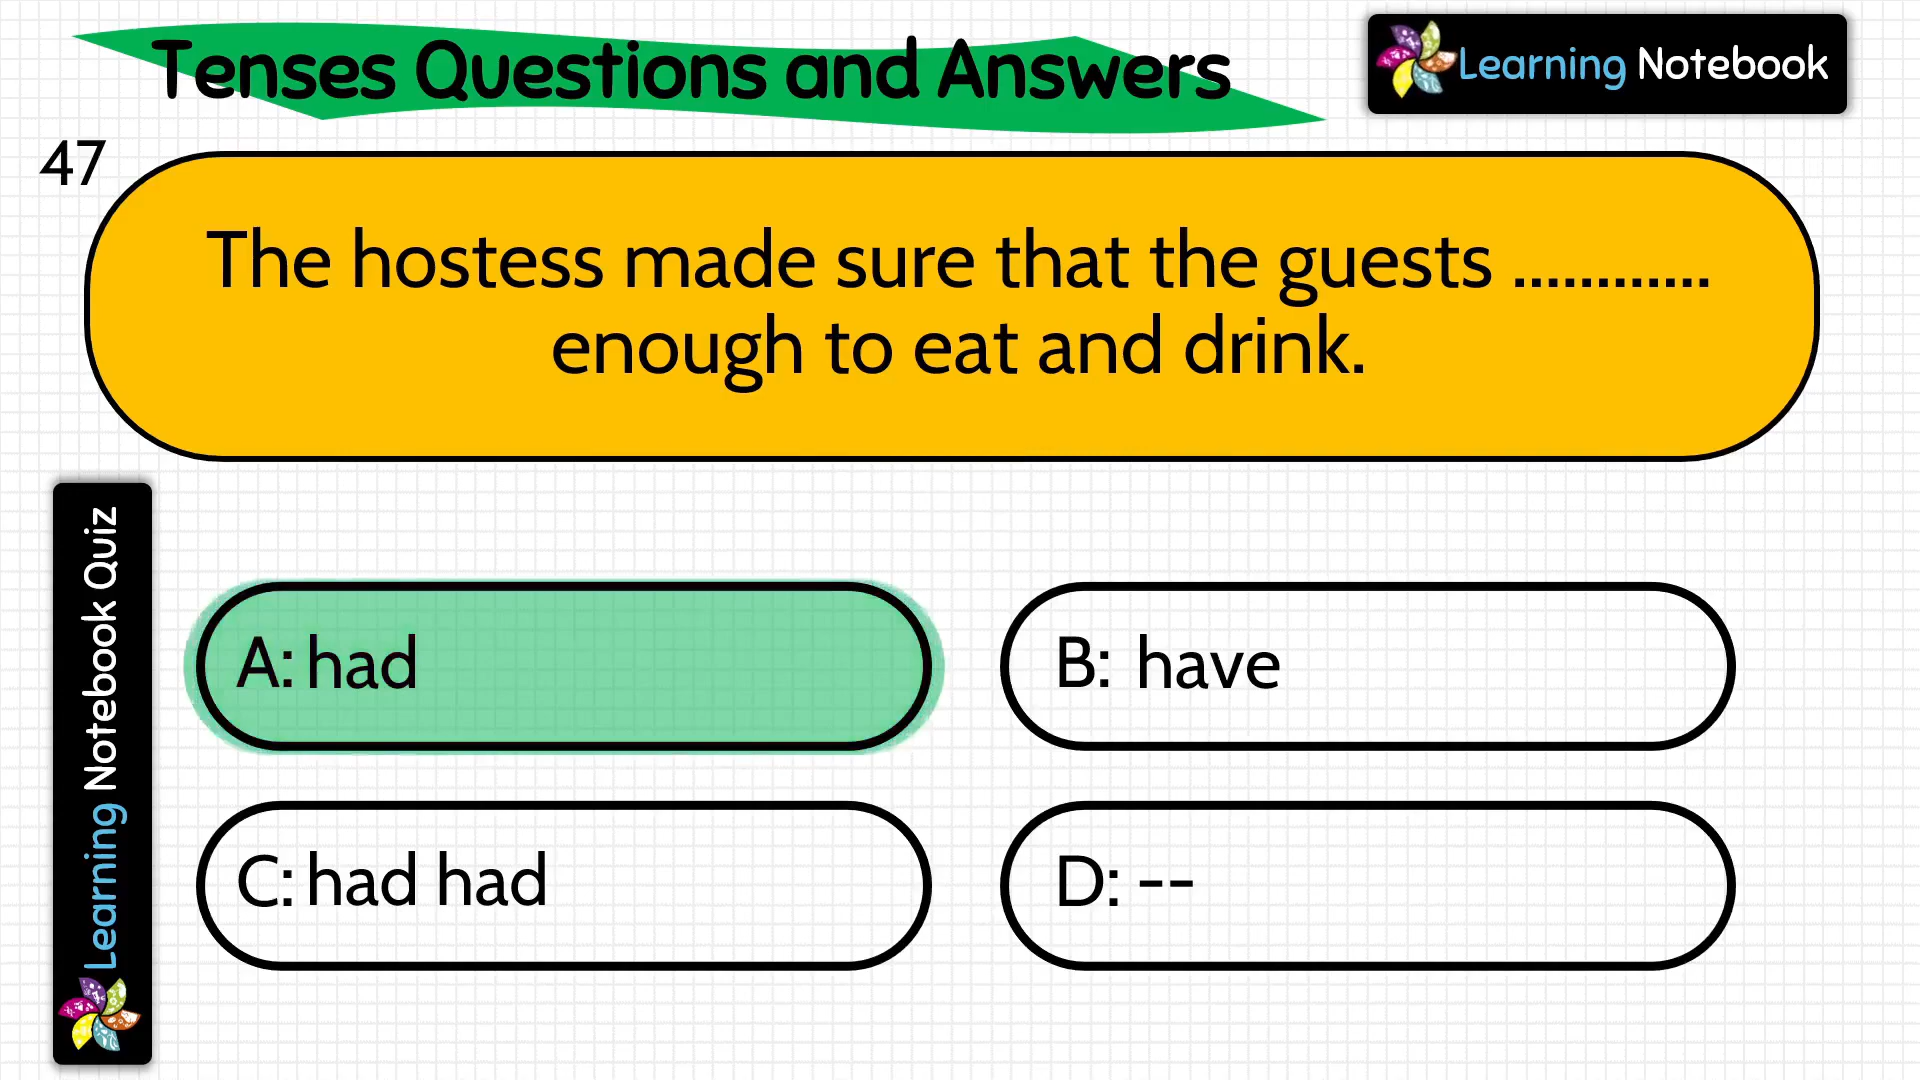 Tenses Questions and Answers
Learning Notebook
47
The hostess made sure that the guests ............
enough to eat and drink.
Learning Notebook Quiz
A: had
B: have
C: had had
D: --